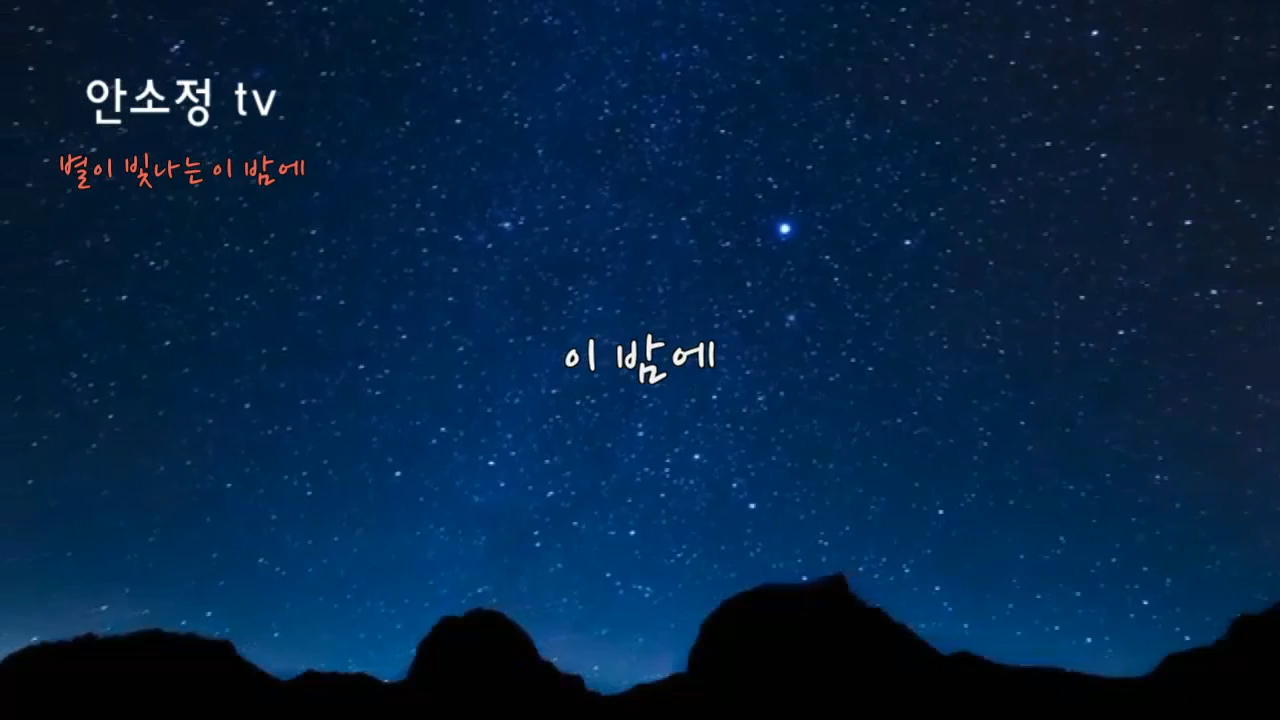 안소정 tv
별이 빛나는 이 밤에
이 밤에